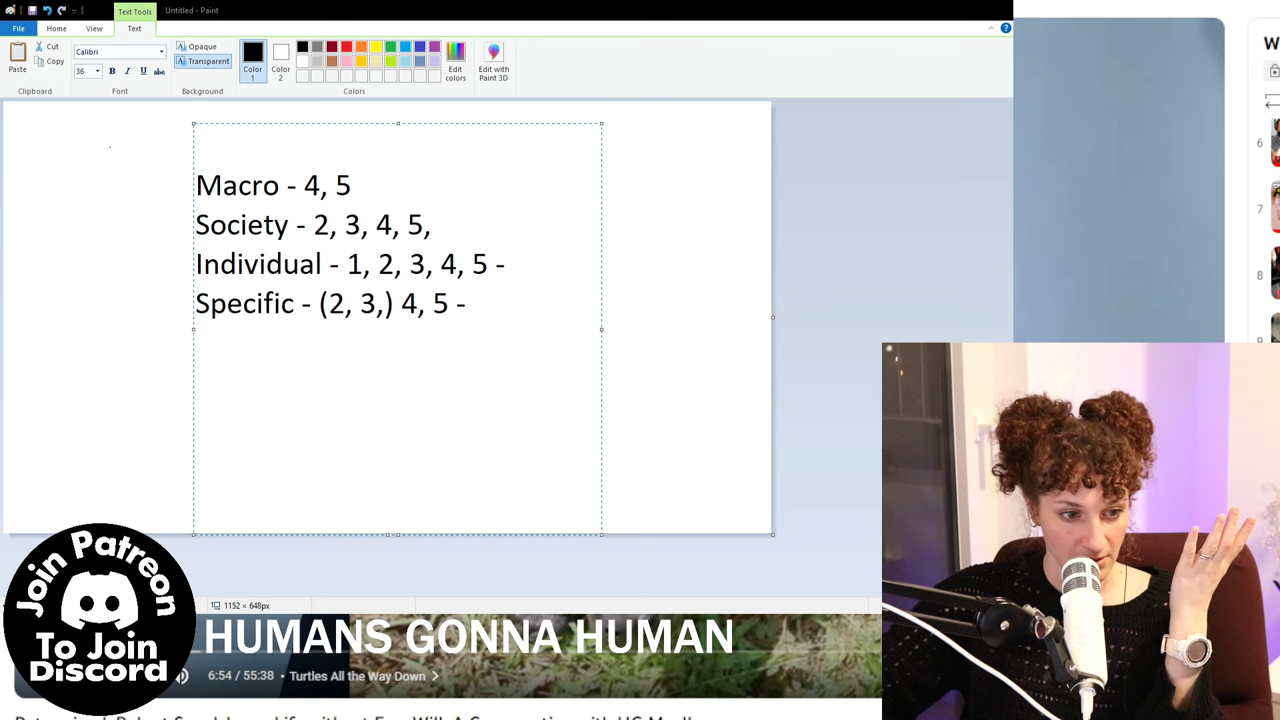 Text Tools
Untitled - Paint
File
Home
View
Text
Paste
Cut
Copy
Clipboard
Calibri
36
B I U abc
Font
Opaque
Transparent
Background
Color 1
Color 2
Edit colors
Edit with Paint 3D
Colors
W
6
7
8
Macro - 4, 5
Society - 2, 3, 4, 5,
Individual - 1, 2, 3, 4, 5 -
Specific - (2, 3,) 4, 5 -
1152 × 648px
Join Patreon
To Join
Discord
HUMANS GONNA HUMAN
6:54 / 55:38 • Turtles All the Way Down >